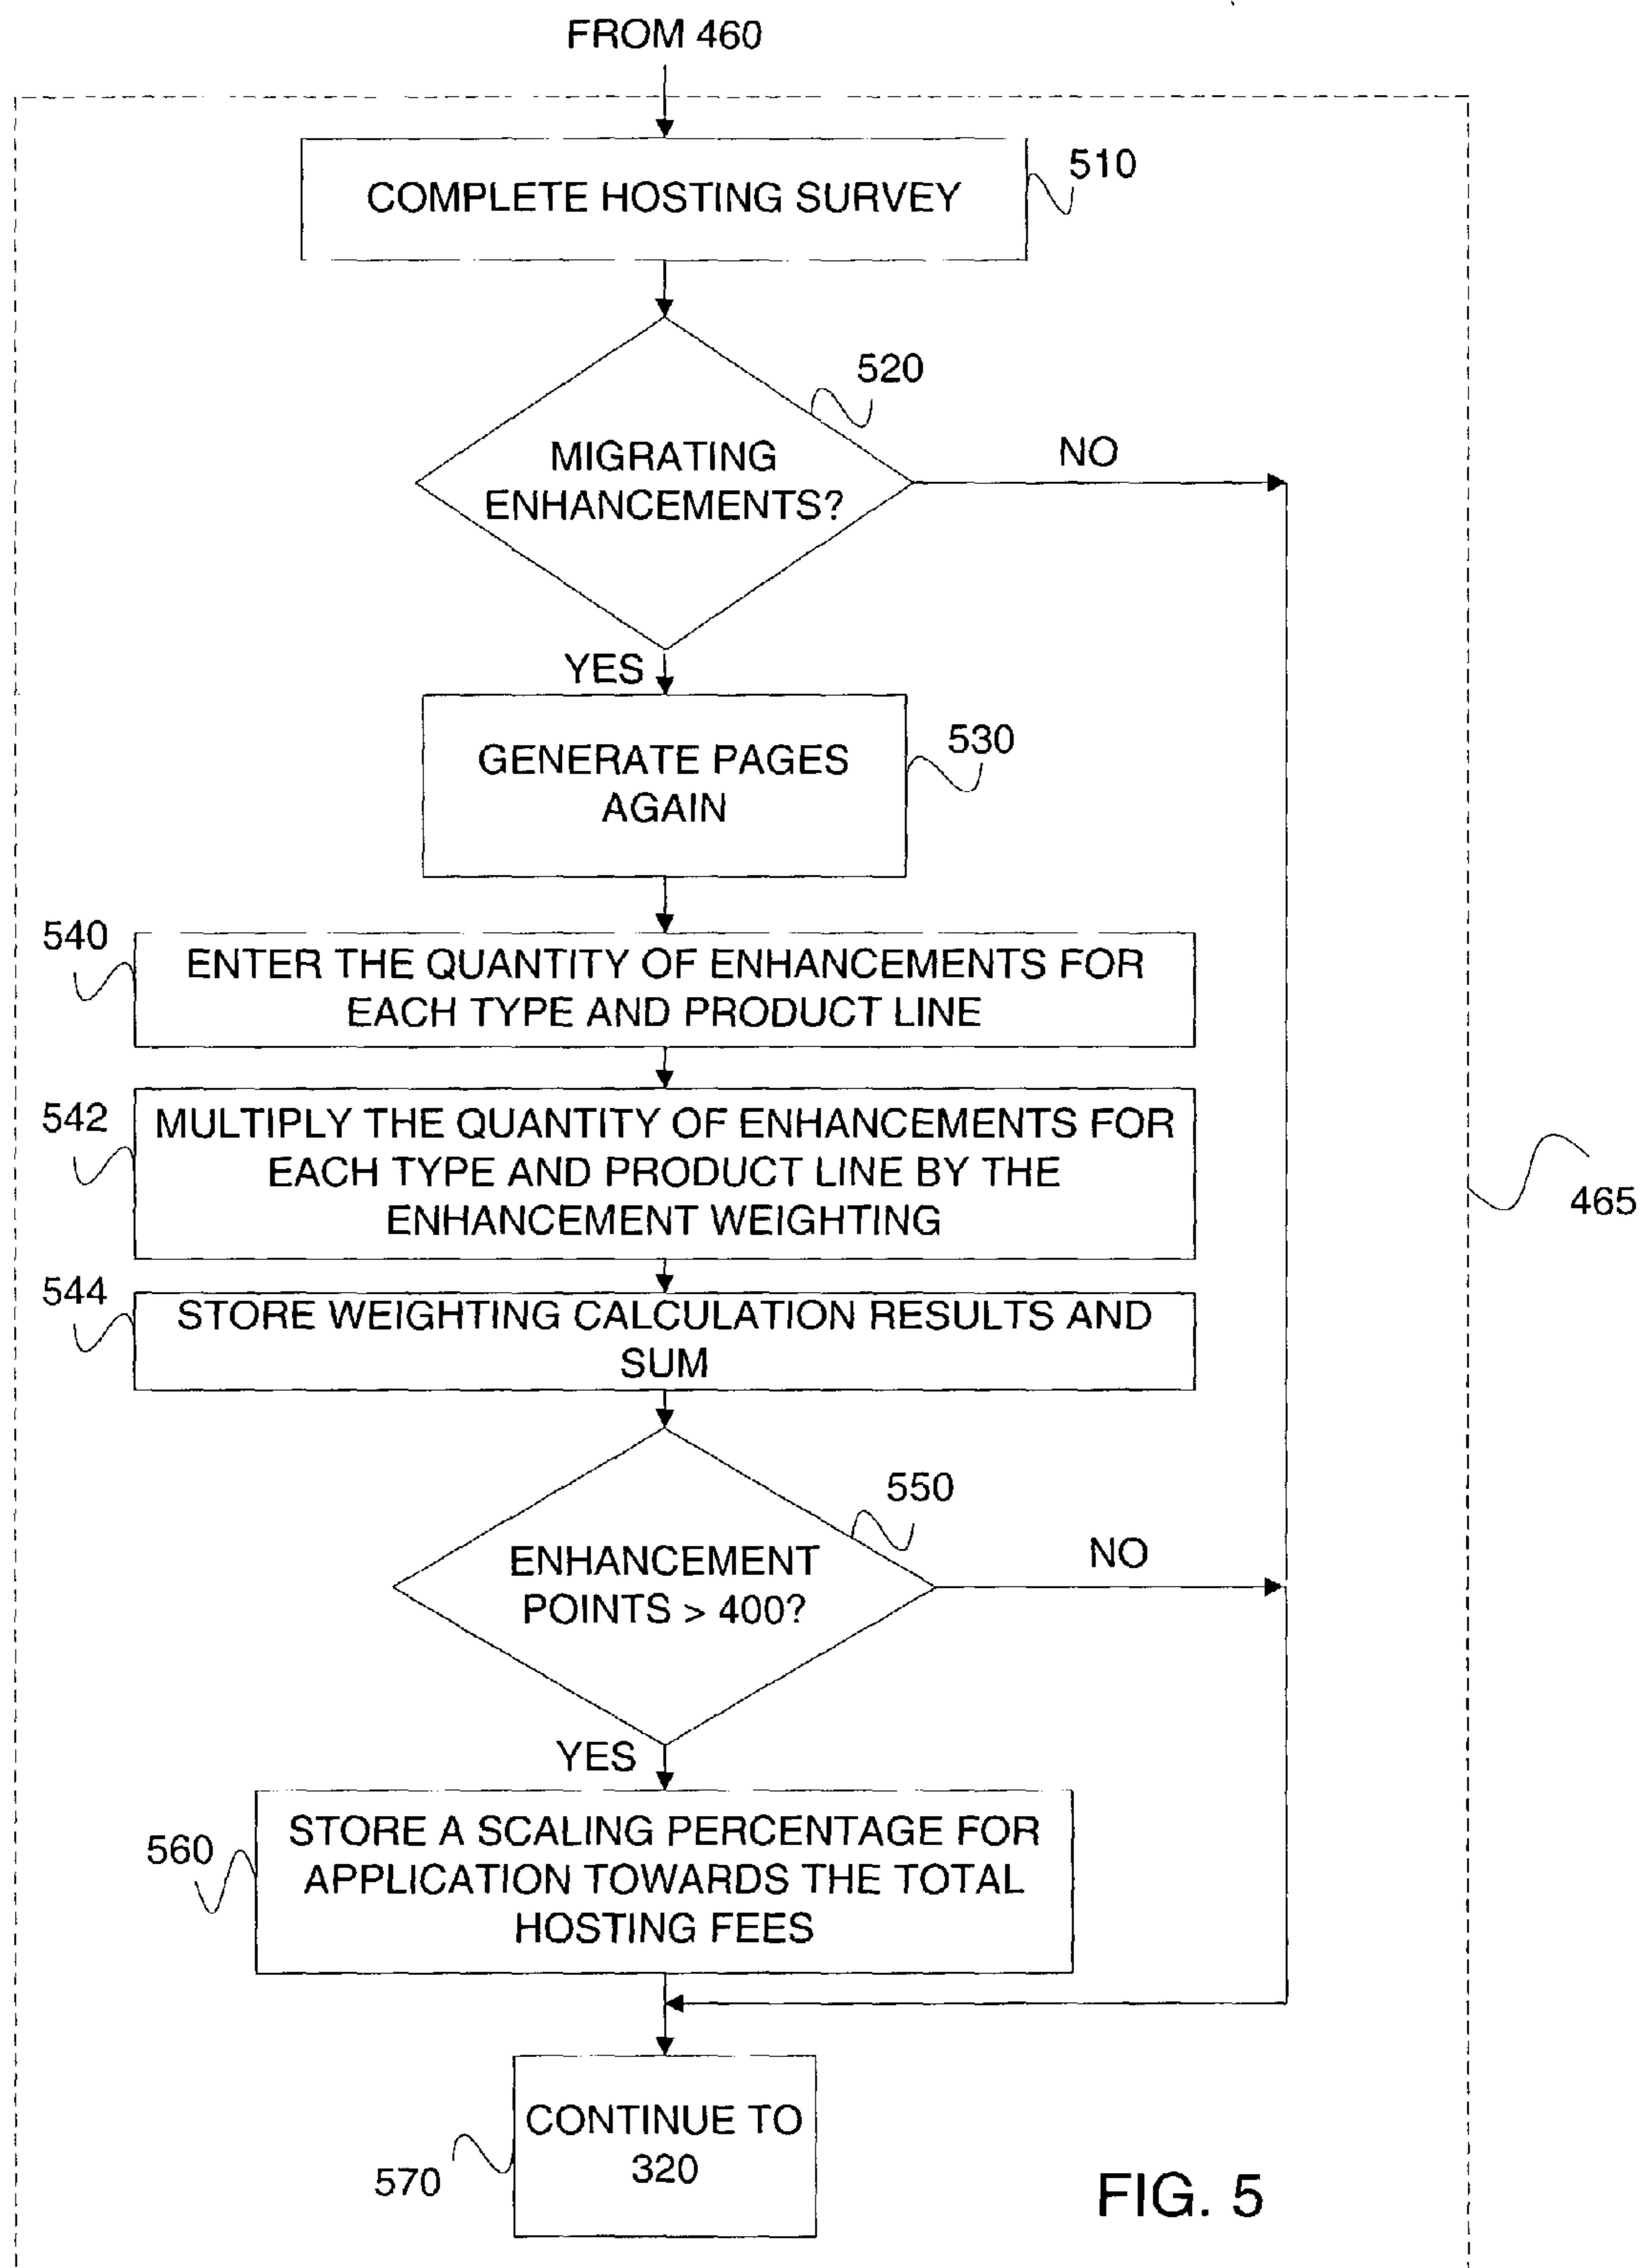 FROM 460
COMPLETE HOSTING SURVEY
510
520
MIGRATING
ENHANCEMENTS?
NO
YES
GENERATE PAGES
AGAIN
530
540
ENTER THE QUANTITY OF ENHANCEMENTS FOR
EACH TYPE AND PRODUCT LINE
542
MULTIPLY THE QUANTITY OF ENHANCEMENTS FOR
EACH TYPE AND PRODUCT LINE BY THE
ENHANCEMENT WEIGHTING
465
544
STORE WEIGHTING CALCULATION RESULTS AND
SUM
550
ENHANCEMENT
POINTS > 400?
NO
YES
560
STORE A SCALING PERCENTAGE FOR
APPLICATION TOWARDS THE TOTAL
HOSTING FEES
CONTINUE TO
320
570
FIG. 5